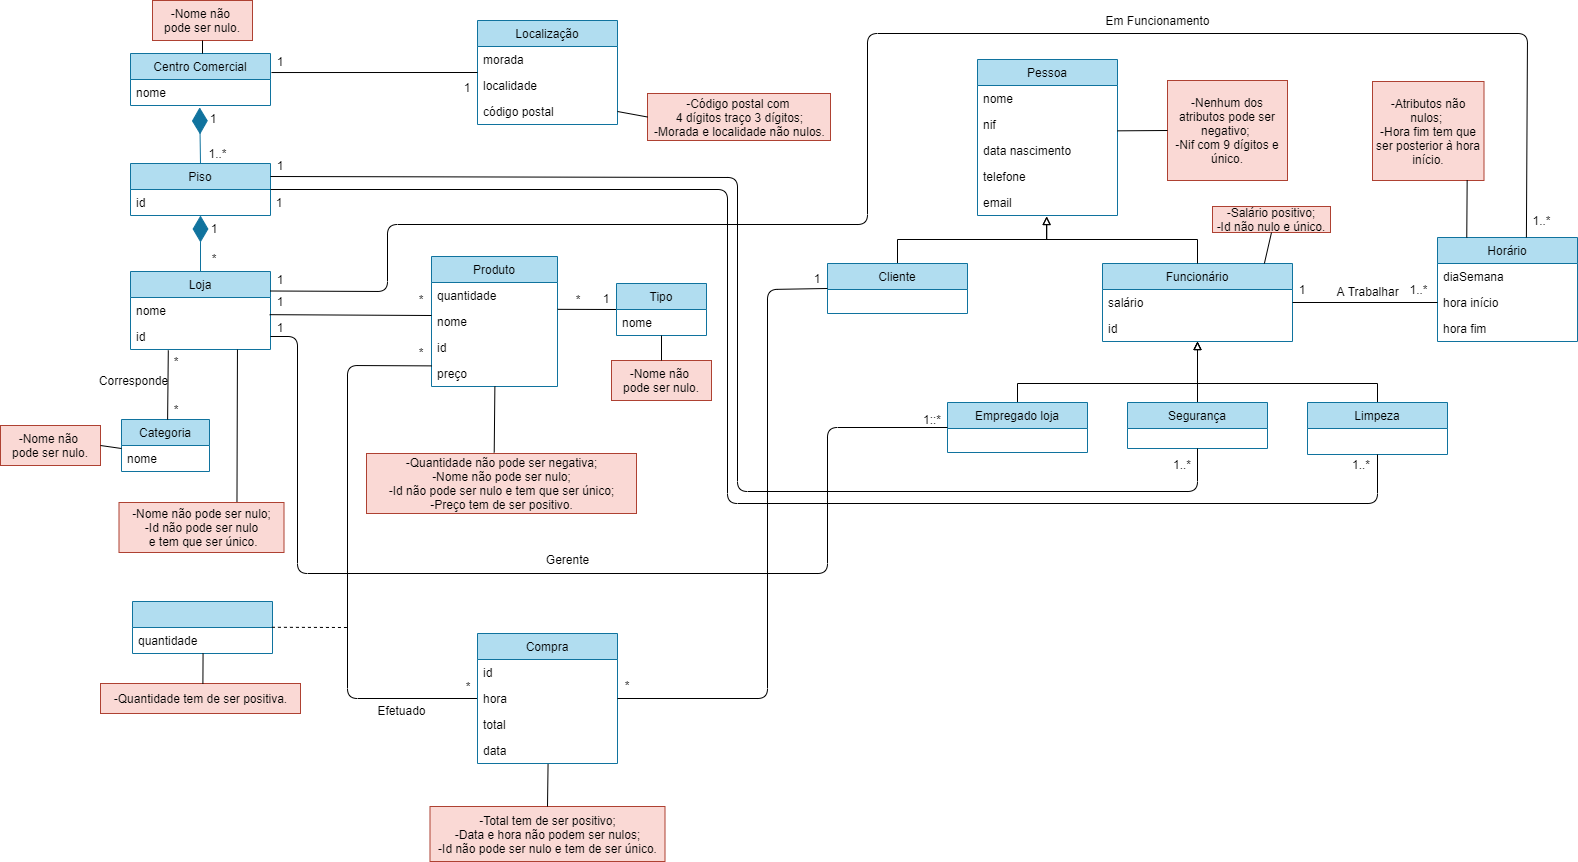 -Nome não
pode ser nulo.
Centro Comercial
nome
1
1
Localização
morada
localidade
código postal
-Código postal com
4 dígitos traço 3 dígitos;
-Morada e localidade não nulos.
Em Funcionamento
Pessoa
nome
nif
data nascimento
telefone
email
-Nenhum dos
atributos pode ser
negativo;
-Nif com 9 dígitos e
único.
-Atributos não
nulos;
-Hora fim tem que
ser posterior à hora
início.
1
1..*
Piso
id
1
1
1
*
Loja
nome
id
1
1
1
*
*
Produto
quantidade
nome
id
preço
*
1
Tipo
nome
-Nome não
pode ser nulo.
1
Cliente
-Salário positivo;
-Id não nulo e único.
Funcionário
salário
id
1
A Trabalhar
1..*
1..*
Horário
diaSemana
hora início
hora fim
*
Corresponde
*
Categoria
nome
-Nome não
pode ser nulo.
-Nome não pode ser nulo;
-Id não pode ser nulo
e tem que ser único.
-Quantidade não pode ser negativa;
-Nome não pode ser nulo;
-Id não pode ser nulo e tem que ser único;
-Preço tem de ser positivo.
1::*
Empregado loja
Segurança
Limpeza
1..*
1..*
Gerente
quantidade
-Quantidade tem de ser positiva.
*
Efetuado
Compra
id
hora
total
data
*
-Total tem de ser positivo;
-Data e hora não podem ser nulos;
-Id não pode ser nulo e tem de ser único.